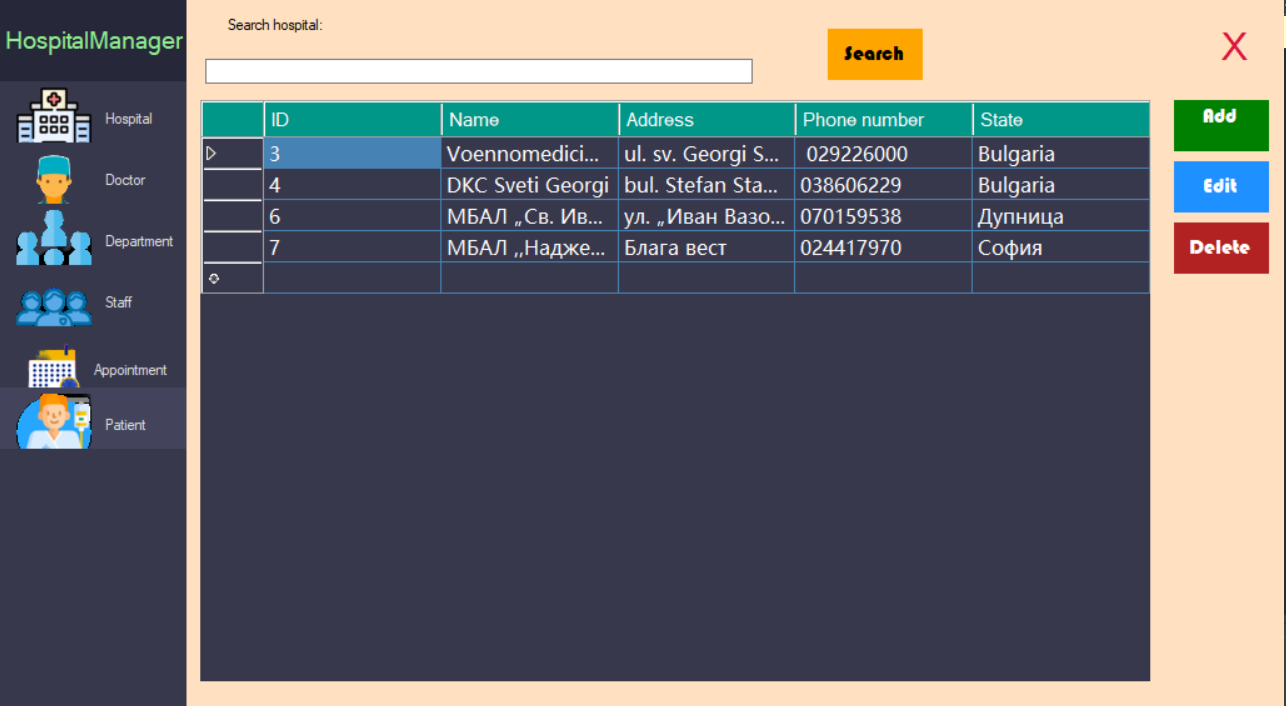 HospitalManager
Hospital
Doctor
Department
Staff
Appointment
Patient
Search hospital:
Search
X
ID Name Address Phone number State
3 Voennomedici... ul. sv. Georgi S... 029226000 Bulgaria
4 DKC Sveti Georgi bul. Stefan Sta... 038606229 Bulgaria
6 МБАЛ „Св. Ив... ул. „Иван Вазо... 070159538 Дупница
7 МБАЛ ,,Надже... Блага вест 024417970 София
Add
Edit
Delete